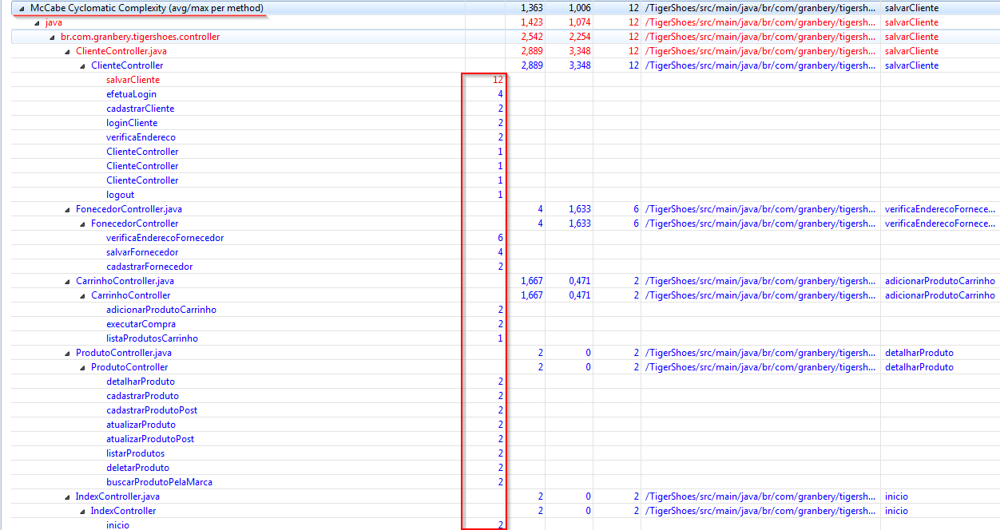 McCabe Cyclomatic Complexity (avg/max per method) 1,363 1,006 12 /TigerShoes/src/main/java/br/com/granbery/tigersh... salvarCliente
java 1,423 1,074 12 /TigerShoes/src/main/java/br/com/granbery/tigersh... salvarCliente
br.com.granbery.tigershoes.controller 2,542 2,254 12 /TigerShoes/src/main/java/br/com/granbery/tigersh... salvarCliente
ClienteController.java 2,889 3,348 12 /TigerShoes/src/main/java/br/com/granbery/tigersh... salvarCliente
ClienteController 2,889 3,348 12 /TigerShoes/src/main/java/br/com/granbery/tigersh... salvarCliente
salvarCliente 12
efetuaLogin 4
cadastrarCliente 2
loginCliente 2
verificaEndereco 2
ClienteController 1
ClienteController 1
ClienteController 1
logout 1
FonecedorController.java 4 1,633 6 /TigerShoes/src/main/java/br/com/granbery/tigersh... verificaEnderecoFornece...
FonecedorController 4 1,633 6 /TigerShoes/src/main/java/br/com/granbery/tigersh... verificaEnderecoFornece...
verificaEnderecoFornecedor 6
salvarFornecedor 4
cadastrarFornecedor 2
CarrinhoController.java 1,667 0,471 2 /TigerShoes/src/main/java/br/com/granbery/tigersh... adicionarProdutoCarrinho
CarrinhoController 1,667 0,471 2 /TigerShoes/src/main/java/br/com/granbery/tigersh... adicionarProdutoCarrinho
adicionarProdutoCarrinho 2
executarCompra 2
listaProdutosCarrinho 1
ProdutoController.java 2 0 2 /TigerShoes/src/main/java/br/com/granbery/tigersh... detalharProduto
ProdutoController 2 0 2 /TigerShoes/src/main/java/br/com/granbery/tigersh... detalharProduto
detalharProduto 2
cadastrarProduto 2
cadastrarProdutoPost 2
atualizarProduto 2
atualizarProdutoPost 2
listarProdutos 2
deletarProduto 2
buscarProdutoPelaMarca 2
IndexController.java 2 0 2 /TigerShoes/src/main/java/br/com/granbery/tigersh... inicio
IndexController 2 0 2 /TigerShoes/src/main/java/br/com/granbery/tigersh... inicio
inicio 2